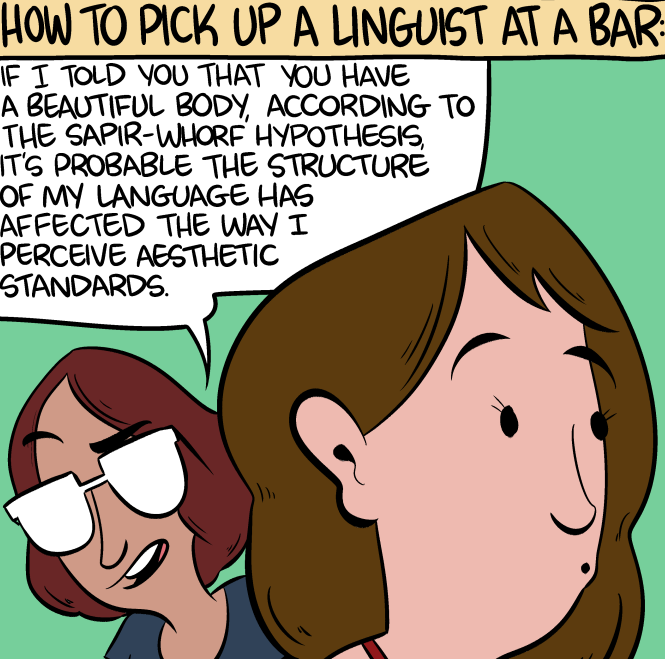 HOW TO PICK UP A LINGUIST AT A BAR:
IF I TOLD YOU THAT YOU HAVE
A BEAUTIFUL BODY, ACCORDING TO
THE SAPIR-WHORF HYPOTHESIS,
IT'S PROBABLE THE STRUCTURE
OF MY LANGUAGE HAS
AFFECTED THE WAY I
PERCEIVE AESTHETIC
STANDARDS.